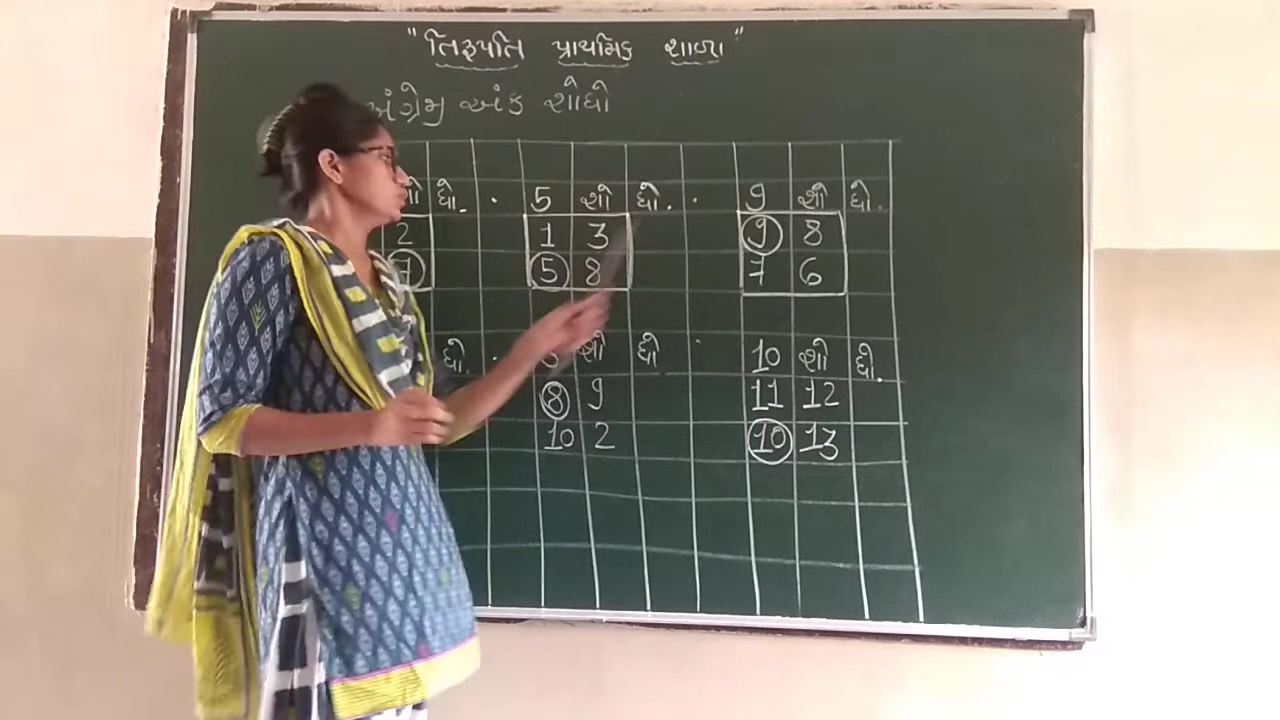 "તિરૂપતિ પ્રાથમિક શાળા"
અંગ્રેજી અંક શોધો
શો ધો. . 5 શો ધો. . 9 શો ધો.
2 1 3 9 8
7 5 8 7 6
ધો. . શો ધો . 10 શો ધો.
8 9 11 12
10 2 10 13